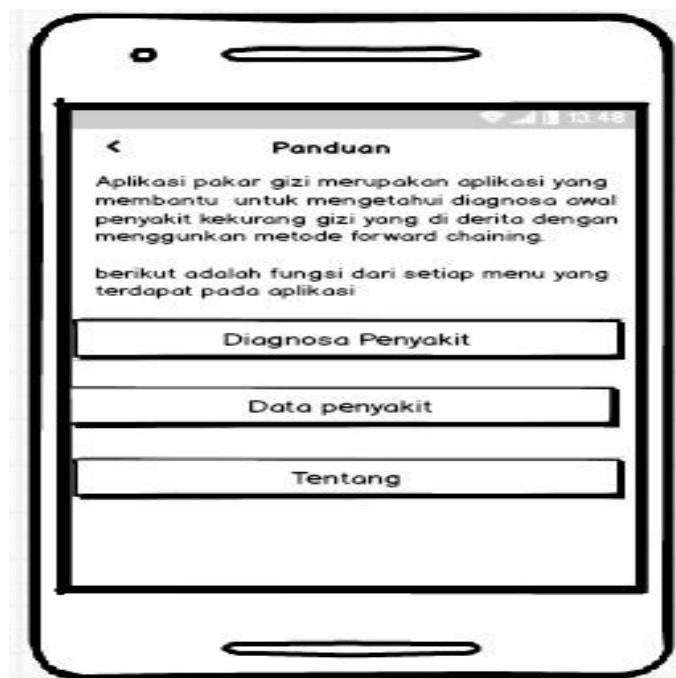 13:48
< Panduan
Aplikasi pakar gizi merupakan aplikasi yang
membantu untuk mengetahui diagnosa awal
penyakit kekurang gizi yang di derita dengan
menggunkan metode forward chaining.
berikut adalah fungsi dari setiap menu yang
terdapat pada aplikasi
Diagnosa Penyakit
Data penyakit
Tentang